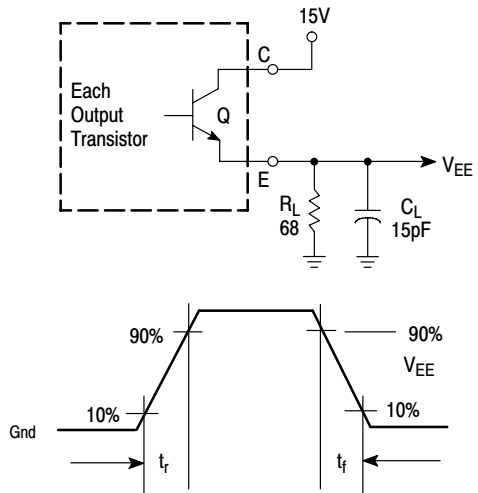 15V
C
Each
Output
Transistor
Q
E
V_EE
R_L
68
C_L
15pF
90%
90%
V_EE
10%
10%
Gnd
t_r
t_f